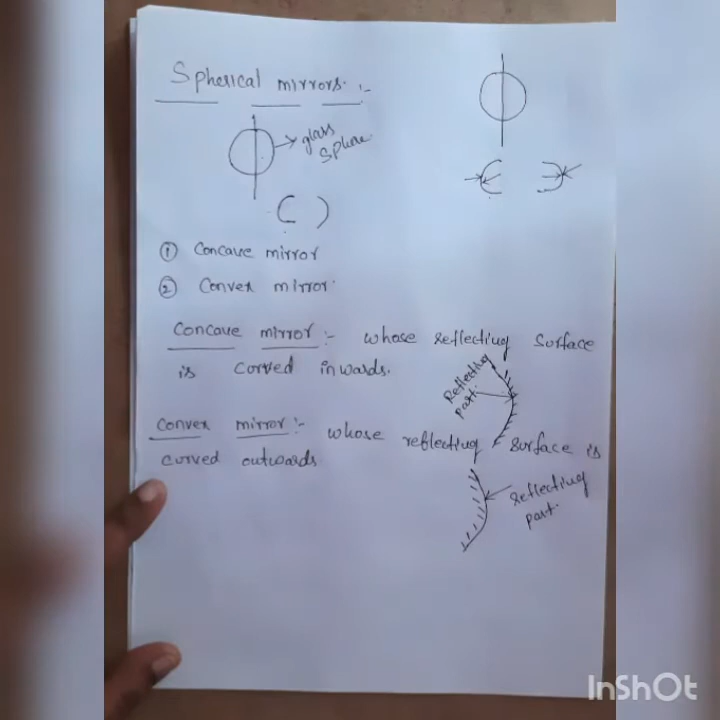 Spherical mirrors :-
glass
sphere
① Concave mirror
② Convex mirror.
Concave mirror :- whose reflecting surface
is corved inwards.
Reflecting
part.
Convex mirror :- whose reflecting surface is
curved outwards
Reflecting
part.
InShOt